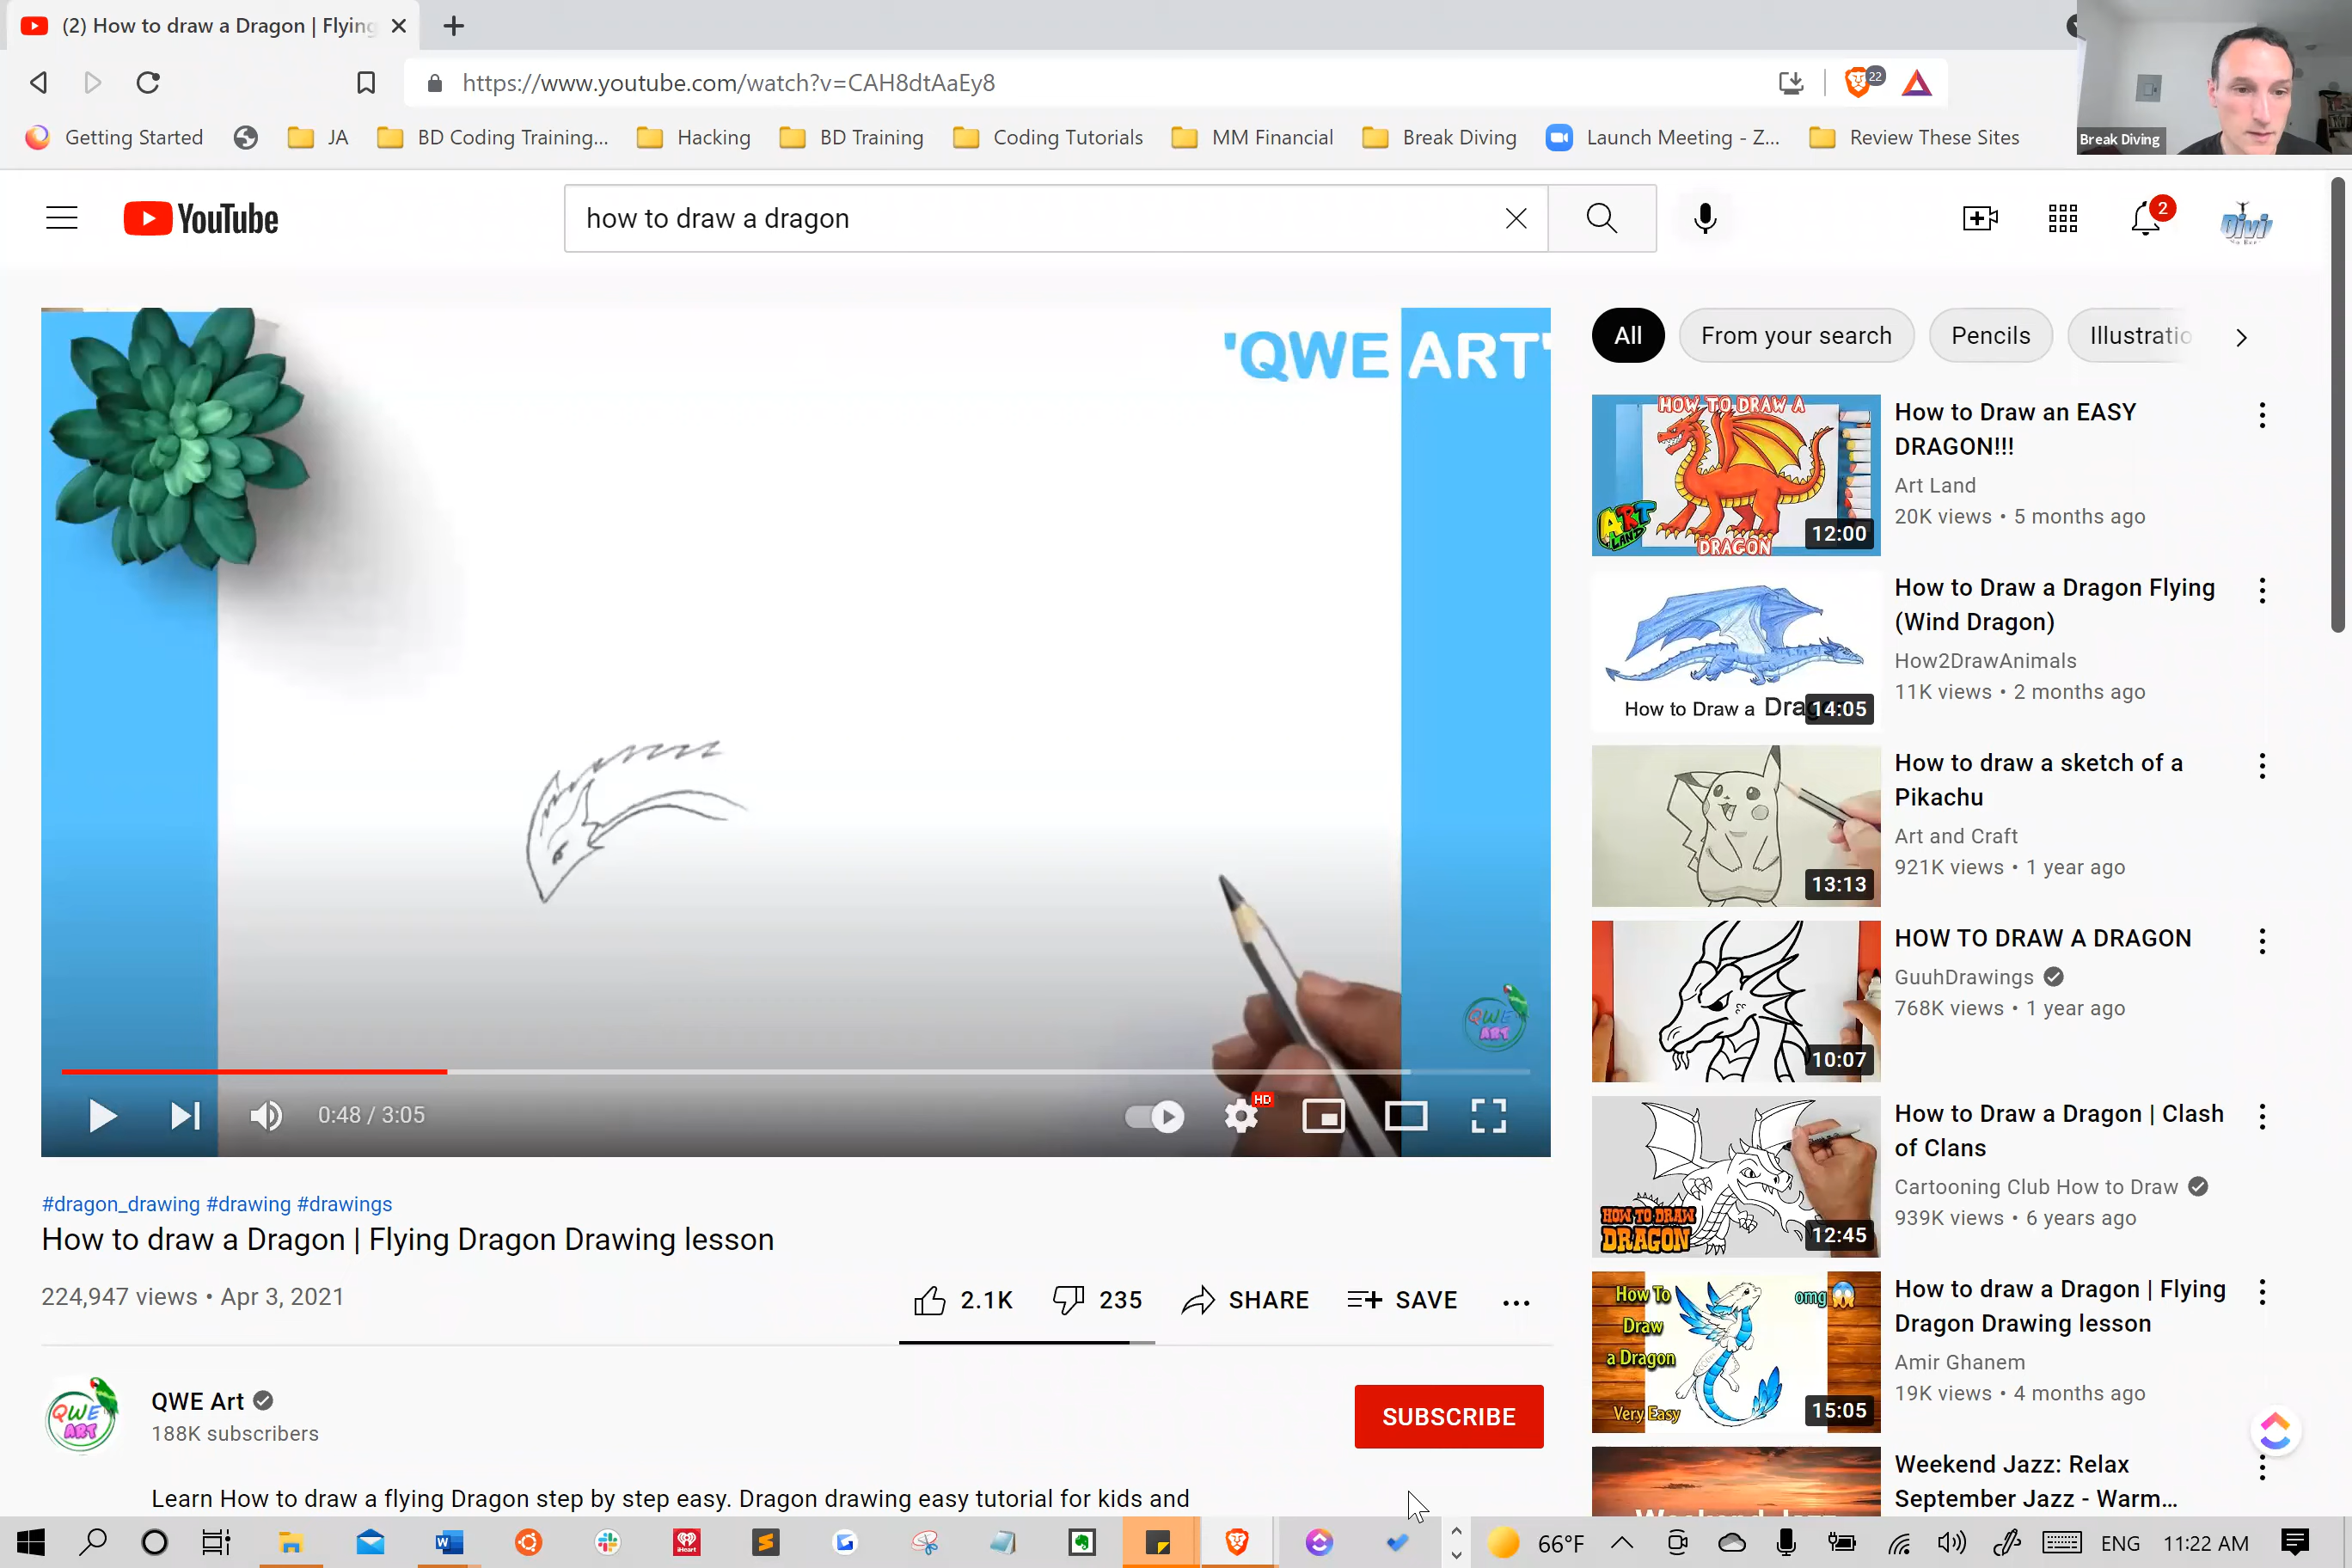 (2) How to draw a Dragon | Flying
https://www.youtube.com/watch?v=CAH8dtAaEy8
22
Getting Started
JA
BD Coding Training...
Hacking
BD Training
Coding Tutorials
MM Financial
Break Diving
Launch Meeting - Z...
Review These Sites
Break Diving
YouTube
how to draw a dragon
2
'QWE ART'
QWE
ART
0:48 / 3:05
HD
#dragon_drawing #drawing #drawings
How to draw a Dragon | Flying Dragon Drawing lesson
224,947 views • Apr 3, 2021
2.1K
235
SHARE
SAVE
QWE
ART
QWE Art
188K subscribers
SUBSCRIBE
Learn How to draw a flying Dragon step by step easy. Dragon drawing easy tutorial for kids and
All
From your search
Pencils
Illustratio
HOW TO DRAW A
ART
LAND
DRAGON
12:00
How to Draw an EASY
DRAGON!!!
Art Land
20K views • 5 months ago
How to Draw a Drag
14:05
How to Draw a Dragon Flying
(Wind Dragon)
How2DrawAnimals
11K views • 2 months ago
13:13
How to draw a sketch of a
Pikachu
Art and Craft
921K views • 1 year ago
10:07
HOW TO DRAW A DRAGON
GuuhDrawings
768K views • 1 year ago
HOW TO DRAW
DRAGON
12:45
How to Draw a Dragon | Clash
of Clans
Cartooning Club How to Draw
939K views • 6 years ago
How To
Draw
a Dragon
Very Easy
omg
15:05
How to draw a Dragon | Flying
Dragon Drawing lesson
Amir Ghanem
19K views • 4 months ago
Weekend Jazz: Relax
September Jazz - Warm...
66°F
ENG
11:22 AM